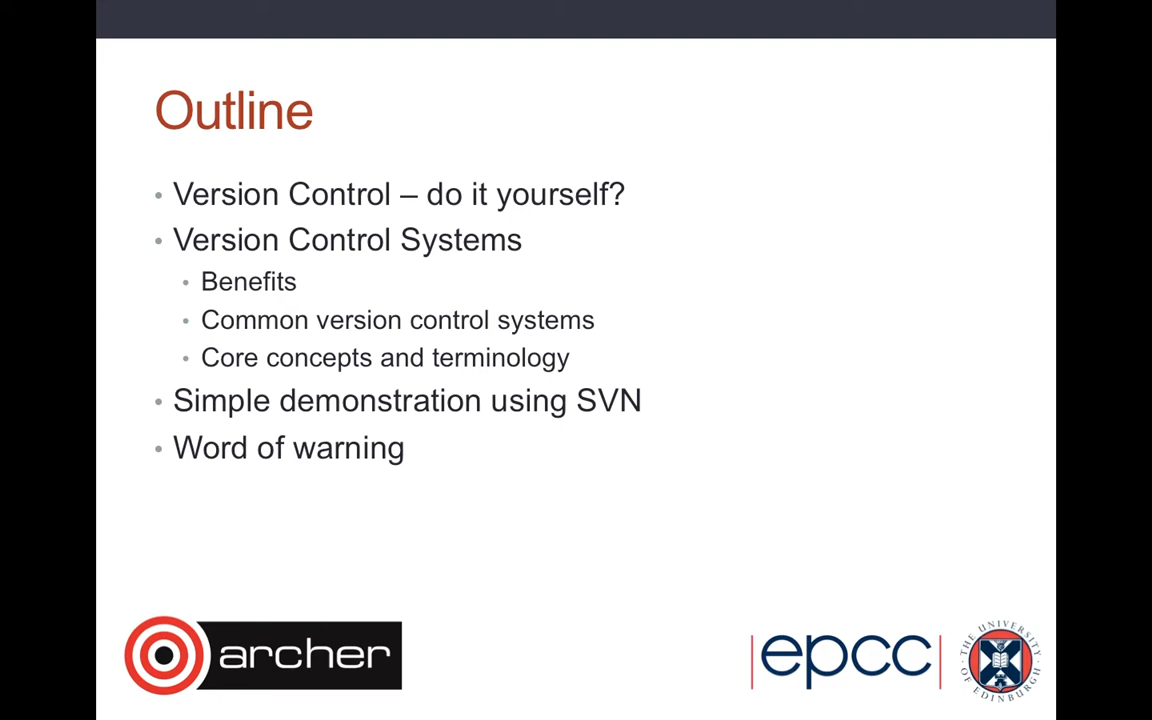 Outline
• Version Control – do it yourself?
• Version Control Systems
• Benefits
• Common version control systems
• Core concepts and terminology
• Simple demonstration using SVN
• Word of warning
archer
epcc
THE UNIVERSITY OF EDINBURGH